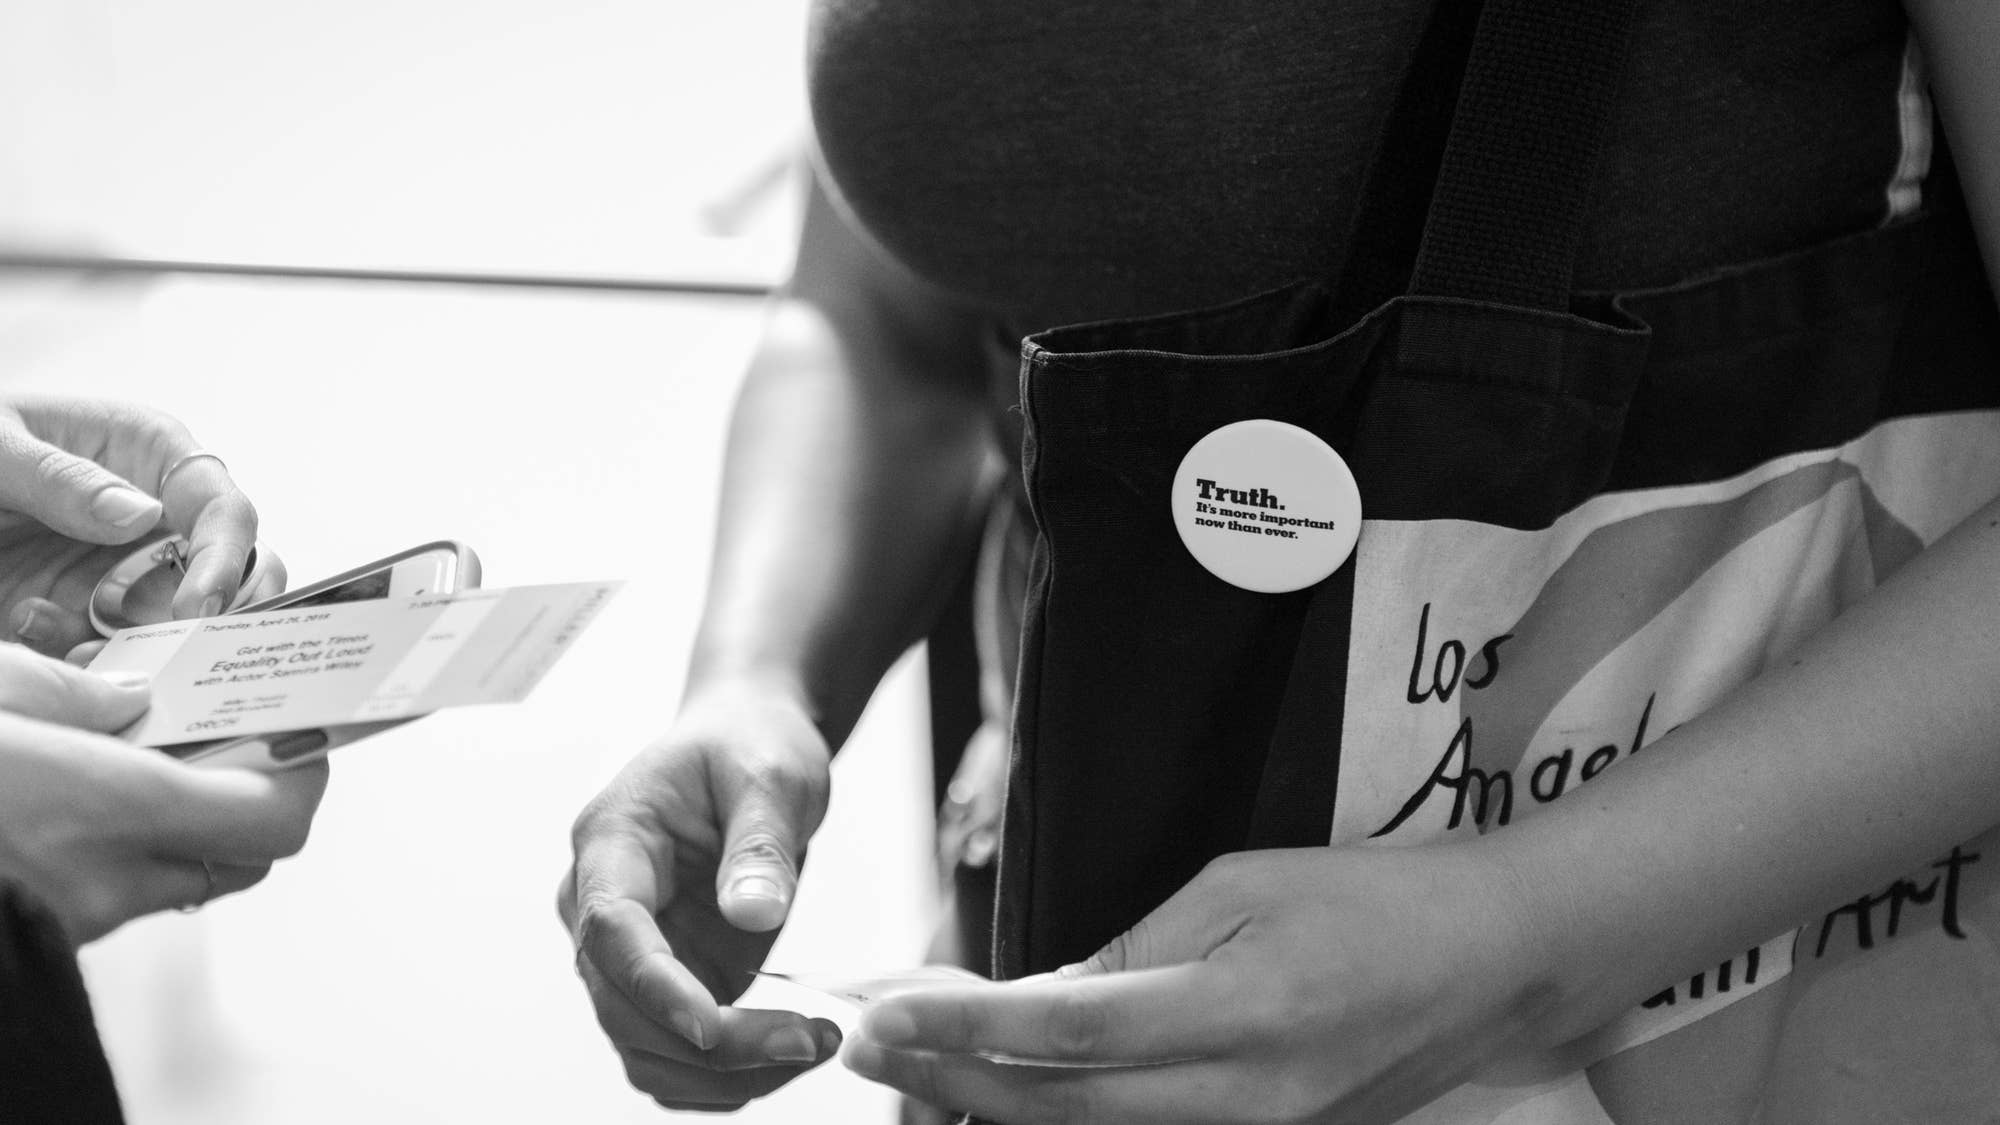 Thursday, April 26, 2018
Get with the Times
Equality Out Loud
with Actor Samira Wiley
ORCH
Truth.
It's more important
now than ever.
Los
Angel
Art